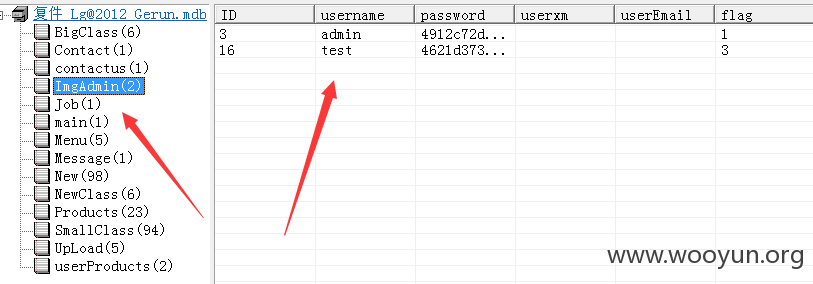 复件 Lg@2012 Gerun.mdb
BigClass(6)
Contact(1)
contactus(1)
ImgAdmin(2)
Job(1)
main(1)
Menu(5)
Message(1)
New(98)
NewClass(6)
Products(23)
SmallClass(94)
UpLoad(5)
userProducts(2)
ID username password userxm userEmail flag
3 admin 4912c72d... 1
16 test 4621d373... 3
www.wooyun.org